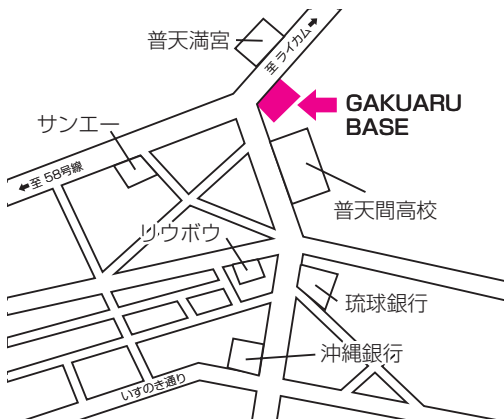 普天満宮
至 ライカム
GAKUARU
BASE
サンエー
至 58号線
普天間高校
リウボウ
琉球銀行
沖縄銀行
いすのき通り